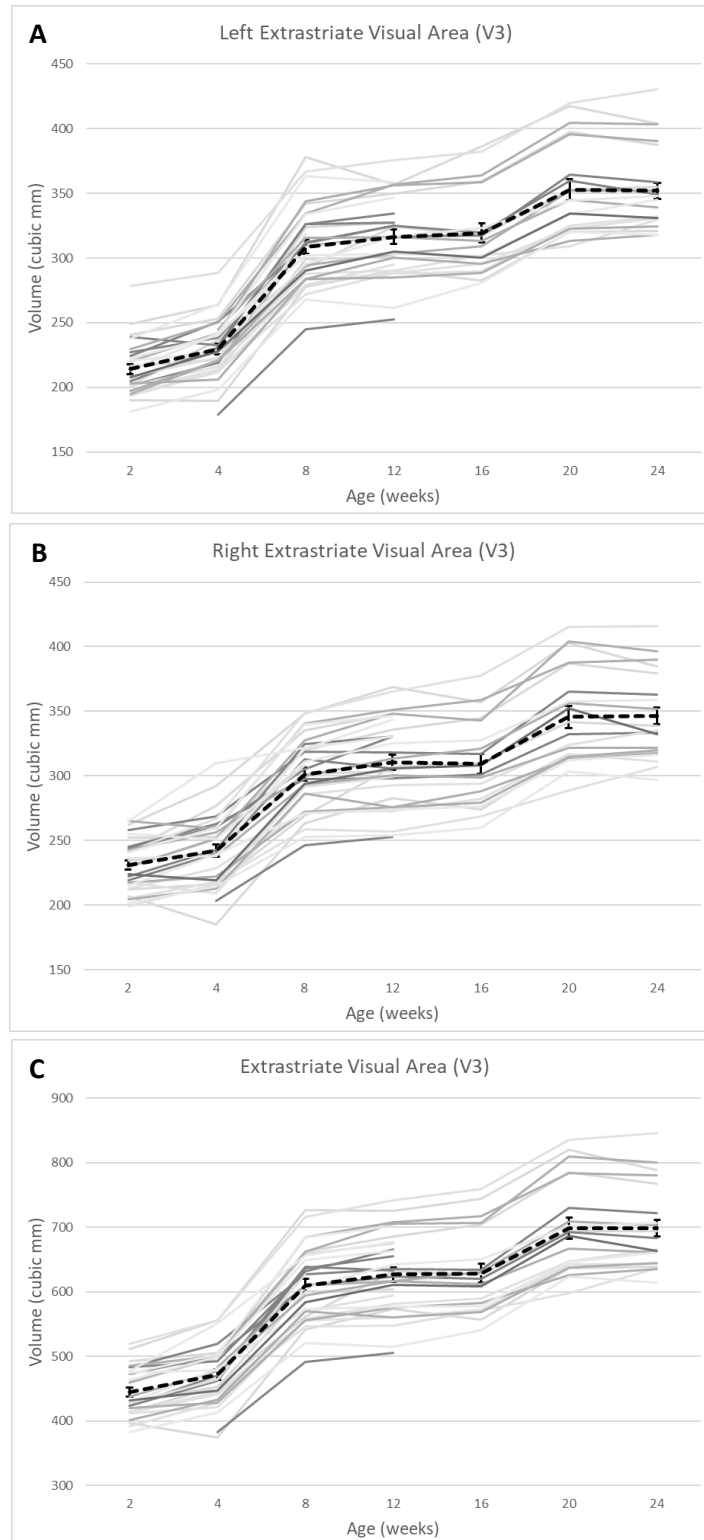 A
Left Extrastriate Visual Area (V3)
450
400
350
300
250
200
150
Volume (cubic mm)
2 4 8 12 16 20 24
Age (weeks)
B
Right Extrastriate Visual Area (V3)
450
400
350
300
250
200
150
Volume (cubic mm)
2 4 8 12 16 20 24
Age (weeks)
C
Extrastriate Visual Area (V3)
900
800
700
600
500
400
300
Volume (cubic mm)
2 4 8 12 16 20 24
Age (weeks)